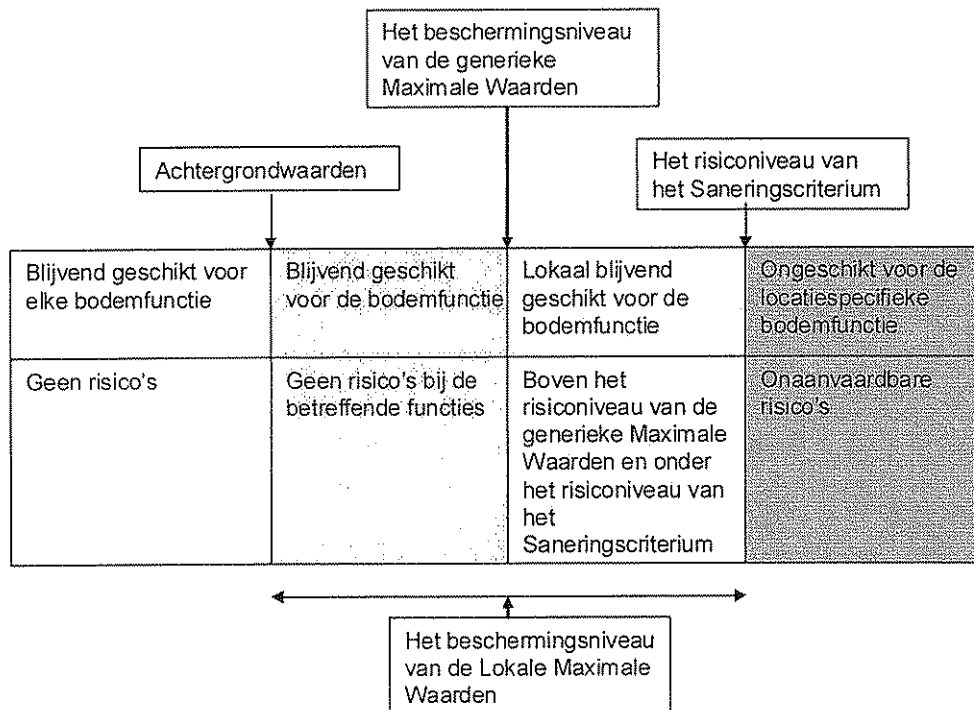 Het beschermingsniveau
van de generieke
Maximale Waarden
Achtergrondwaarden
Het risiconiveau van
het Saneringscriterium
Blijvend geschikt voor
elke bodemfunctie
Blijvend geschikt
voor de bodemfunctie
Lokaal blijvend
geschikt voor de
bodemfunctie
Ongeschikt voor de
locatiespecifieke
bodemfunctie
Geen risico's
Geen risico's bij de
betreffende functies
Boven het
risiconiveau van de
generieke Maximale
Waarden en onder
het risiconiveau van
het
Saneringscriterium
Onaanvaardbare
risico's
Het beschermingsniveau
van de Lokale Maximale
Waarden